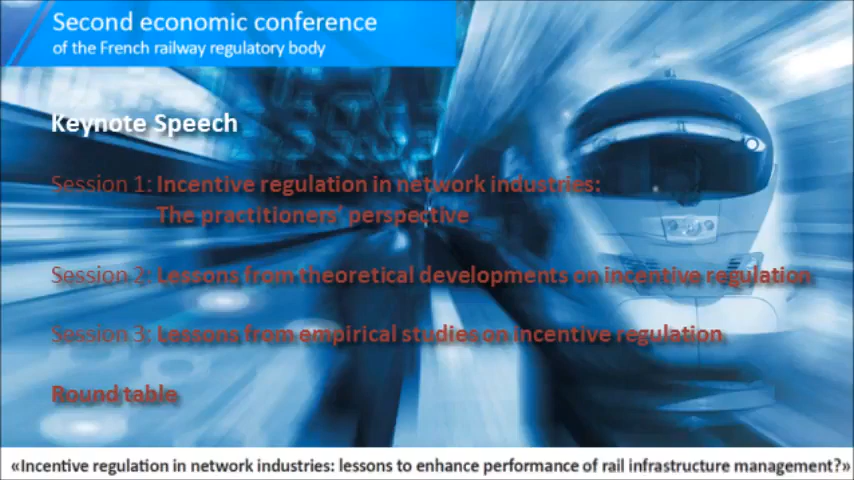 Second economic conference
of the French railway regulatory body
Keynote Speech
Session 1: Incentive regulation in network industries:
The practitioners' perspective
Session 2: Lessons from theoretical developments on incentive regulation
Session 3: Lessons from empirical studies on incentive regulation
Round table
«Incentive regulation in network industries: lessons to enhance performance of rail infrastructure management?»